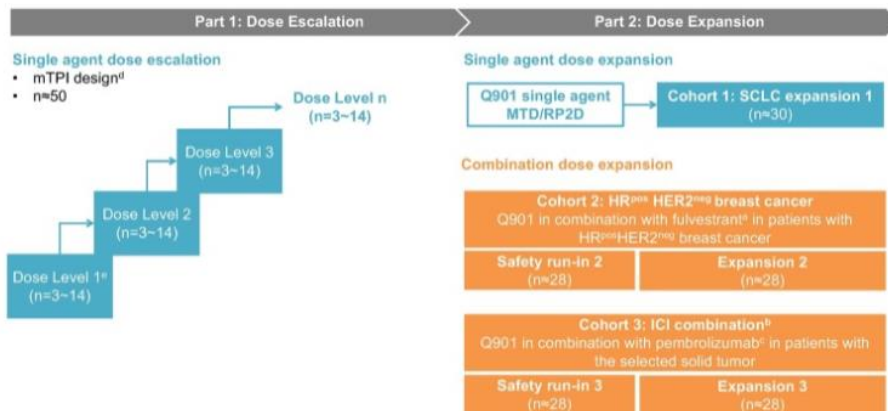 Part 1: Dose Escalation
Part 2: Dose Expansion
Single agent dose escalation
• mTPI designᵈ
• n≈50
Dose Level n
(n=3~14)
Dose Level 3
(n=3~14)
Dose Level 2
(n=3~14)
Dose Level 1ᵉ
(n=3~14)
Single agent dose expansion
Q901 single agent
MTD/RP2D
Cohort 1: SCLC expansion 1
(n≈30)
Combination dose expansion
Cohort 2: HRᵖᵒˢ HER2ⁿᵉᵍ breast cancer
Q901 in combination with fulvestrantᵃ in patients with
HRᵖᵒˢHER2ⁿᵉᵍ breast cancer
Safety run-in 2
(n≈28)
Expansion 2
(n≈28)
Cohort 3: ICI combinationᵇ
Q901 in combination with pembrolizumabᶜ in patients with
the selected solid tumor
Safety run-in 3
(n≈28)
Expansion 3
(n≈28)